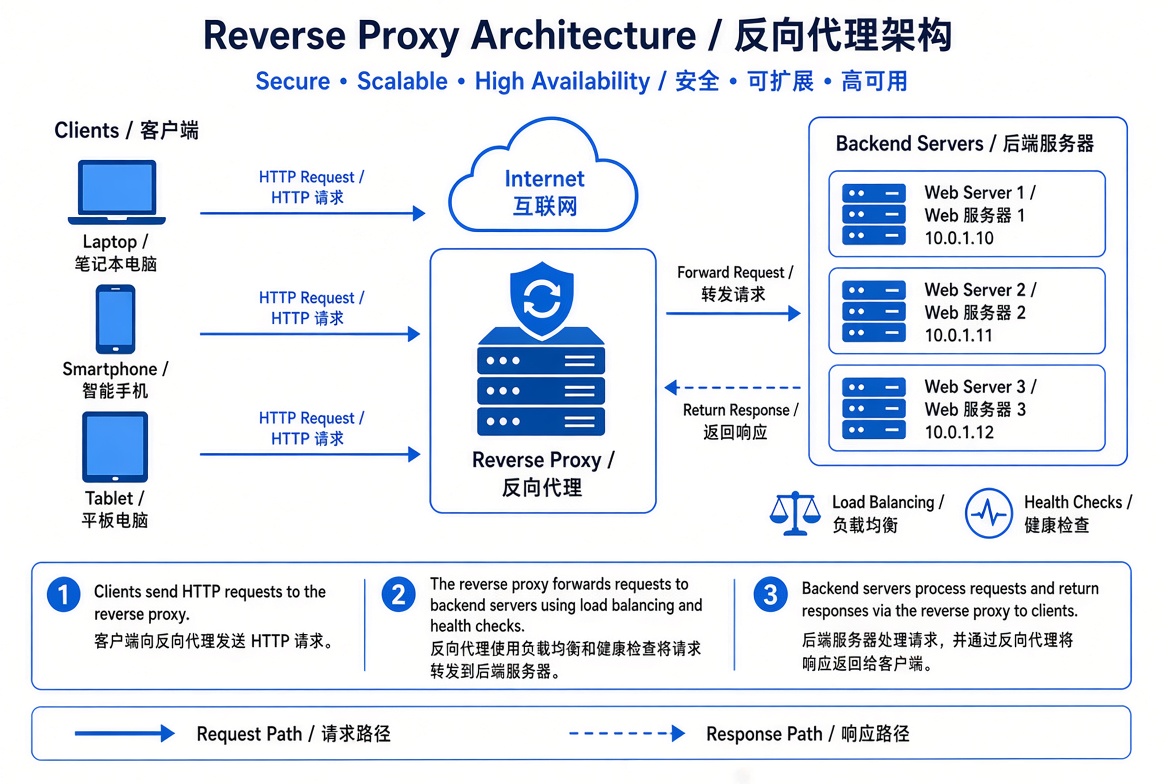 Reverse Proxy Architecture / 反向代理架构
Secure • Scalable • High Availability / 安全 • 可扩展 • 高可用
Clients / 客户端
Laptop /
笔记本电脑
Smartphone /
智能手机
Tablet /
平板电脑
HTTP Request /
HTTP 请求
HTTP Request /
HTTP 请求
HTTP Request /
HTTP 请求
Internet
互联网
Reverse Proxy /
反向代理
Forward Request /
转发请求
Return Response /
返回响应
Backend Servers / 后端服务器
Web Server 1 /
Web 服务器 1
10.0.1.10
Web Server 2 /
Web 服务器 2
10.0.1.11
Web Server 3 /
Web 服务器 3
10.0.1.12
Load Balancing /
负载均衡
Health Checks /
健康检查
1
Clients send HTTP requests to the
reverse proxy.
客户端向反向代理发送 HTTP 请求。
2
The reverse proxy forwards requests to
backend servers using load balancing and
health checks.
反向代理使用负载均衡和健康检查将请求
转发到后端服务器。
3
Backend servers process requests and return
responses via the reverse proxy to clients.
后端服务器处理请求，并通过反向代理将
响应返回给客户端。
Request Path / 请求路径
Response Path / 响应路径